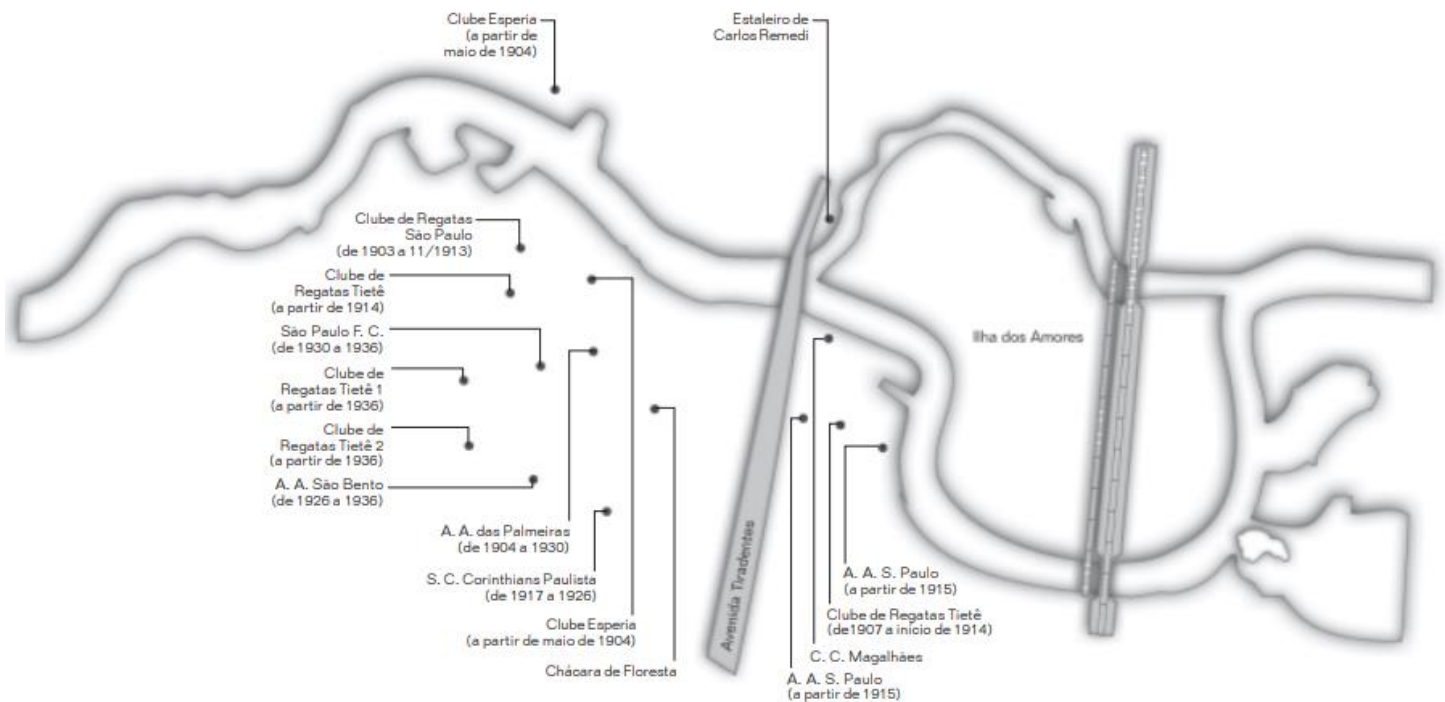 Clube Esperia
(a partir de
maio de 1904)
Estaleiro de
Carlos Remedi
Clube de Regatas
São Paulo
(de 1903 a 11/1913)
Clube de
Regatas Tietê
(a partir de 1914)
São Paulo F. C.
(de 1930 a 1936)
Clube de
Regatas Tietê 1
(a partir de 1936)
Clube de
Regatas Tietê 2
(a partir de 1936)
A. A. São Bento
(de 1926 a 1936)
A. A. das Palmeiras
(de 1904 a 1930)
S. C. Corinthians Paulista
(de 1917 a 1926)
Clube Esperia
(a partir de maio de 1904)
Chácara de Floresta
Avenida Tiradentes
Ilha dos Amores
A. A. S. Paulo
(a partir de 1915)
Clube de Regatas Tietê
(de1907 a início de 1914)
C. C. Magalhães
A. A. S. Paulo
(a partir de 1915)